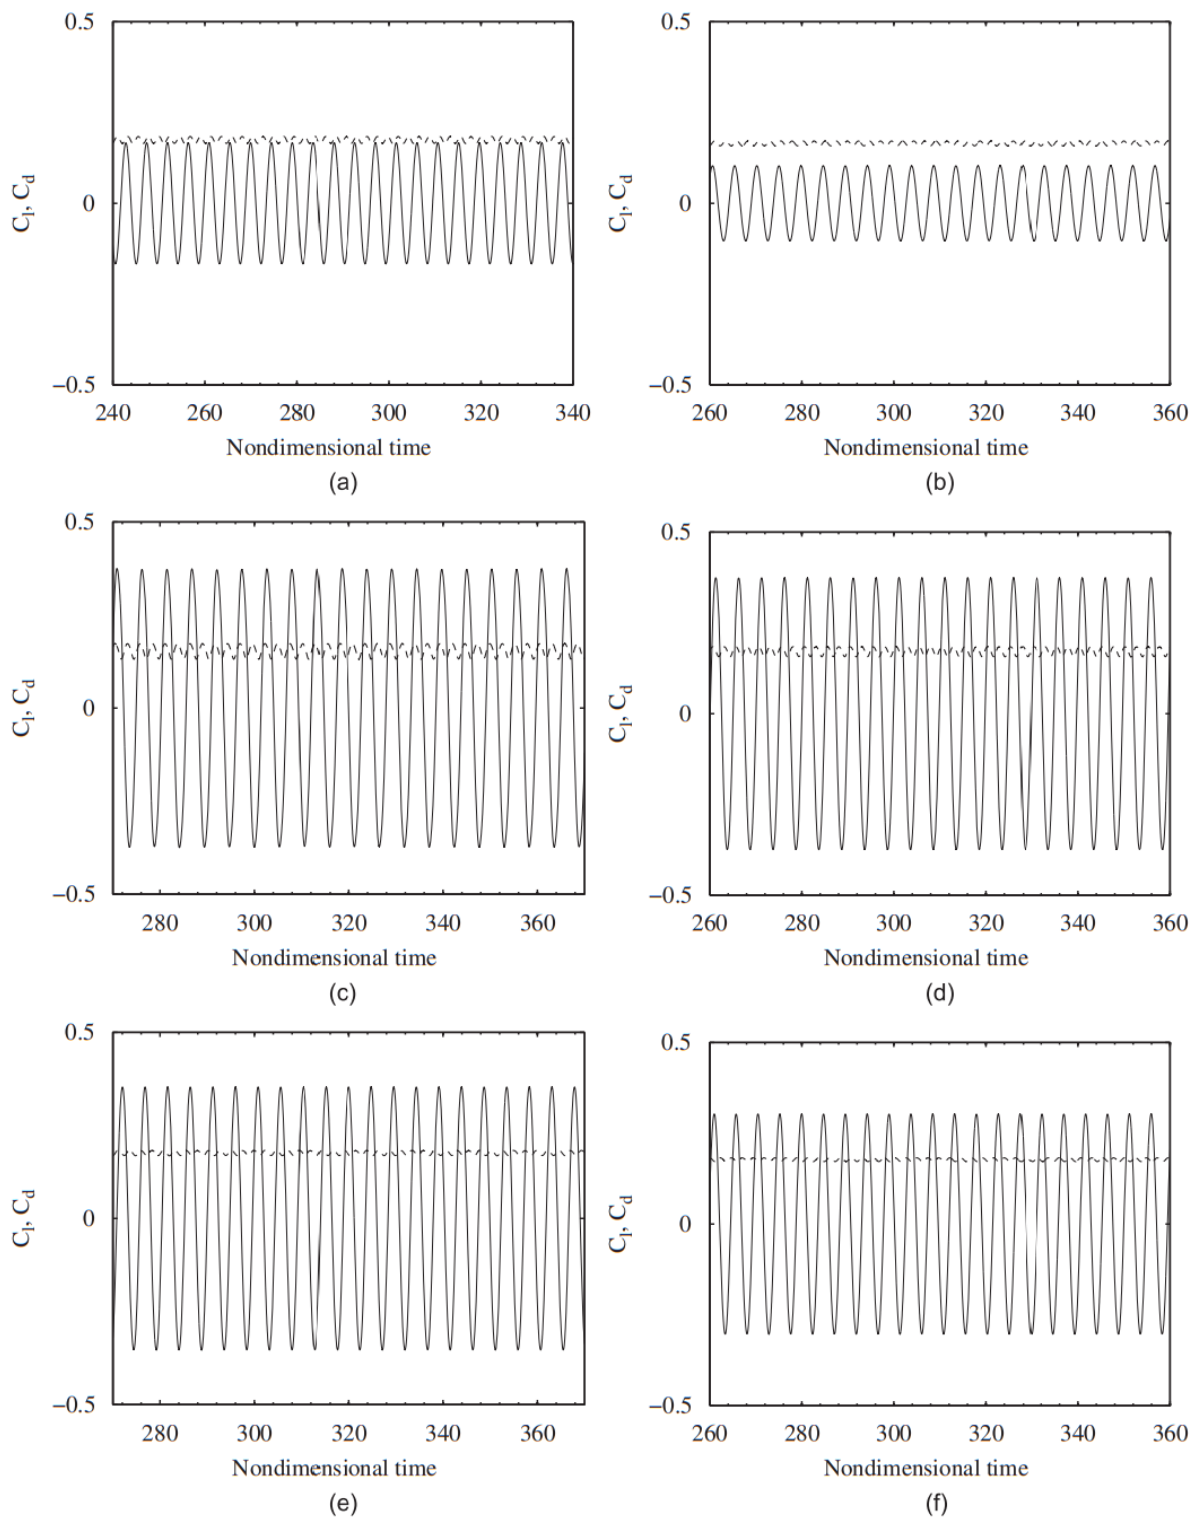 0.5
0
−0.5
C_l, C_d
240 260 280 300 320 340
Nondimensional time
(a)
0.5
0
−0.5
C_l, C_d
260 280 300 320 340 360
Nondimensional time
(b)
0.5
0
−0.5
C_l, C_d
280 300 320 340 360
Nondimensional time
(c)
0.5
0
−0.5
C_l, C_d
260 280 300 320 340 360
Nondimensional time
(d)
0.5
0
−0.5
C_l, C_d
280 300 320 340 360
Nondimensional time
(e)
0.5
0
−0.5
C_l, C_d
260 280 300 320 340 360
Nondimensional time
(f)